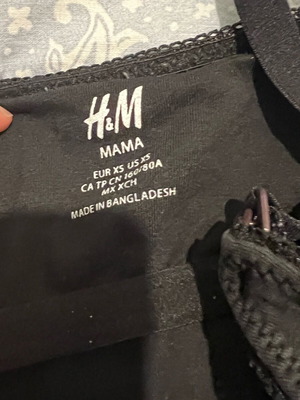 H&M
MAMA
EUR XS US XS
CA TP CN 160/80A
MX XCH
MADE IN BANGLADESH